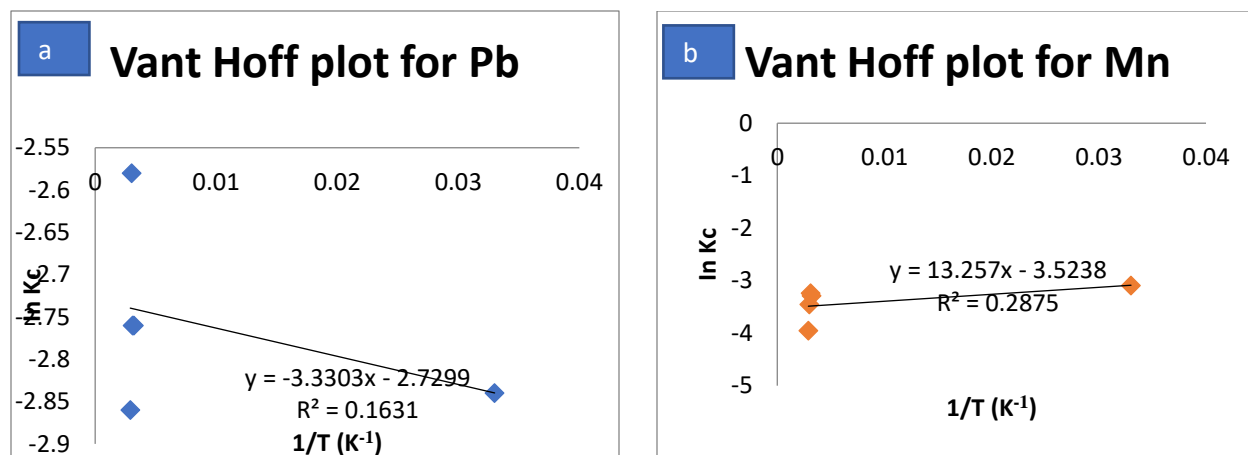 a
Vant Hoff plot for Pb
-2.55
-2.6
-2.65
-2.7
-2.75
-2.8
-2.85
-2.9
0
0.01
0.02
0.03
0.04
ln Kc
y = -3.3303x - 2.7299
R² = 0.1631
1/T (K⁻¹)
b
Vant Hoff plot for Mn
0
-1
-2
-3
-4
-5
0
0.01
0.02
0.03
0.04
ln Kc
y = 13.257x - 3.5238
R² = 0.2875
1/T (K⁻¹)